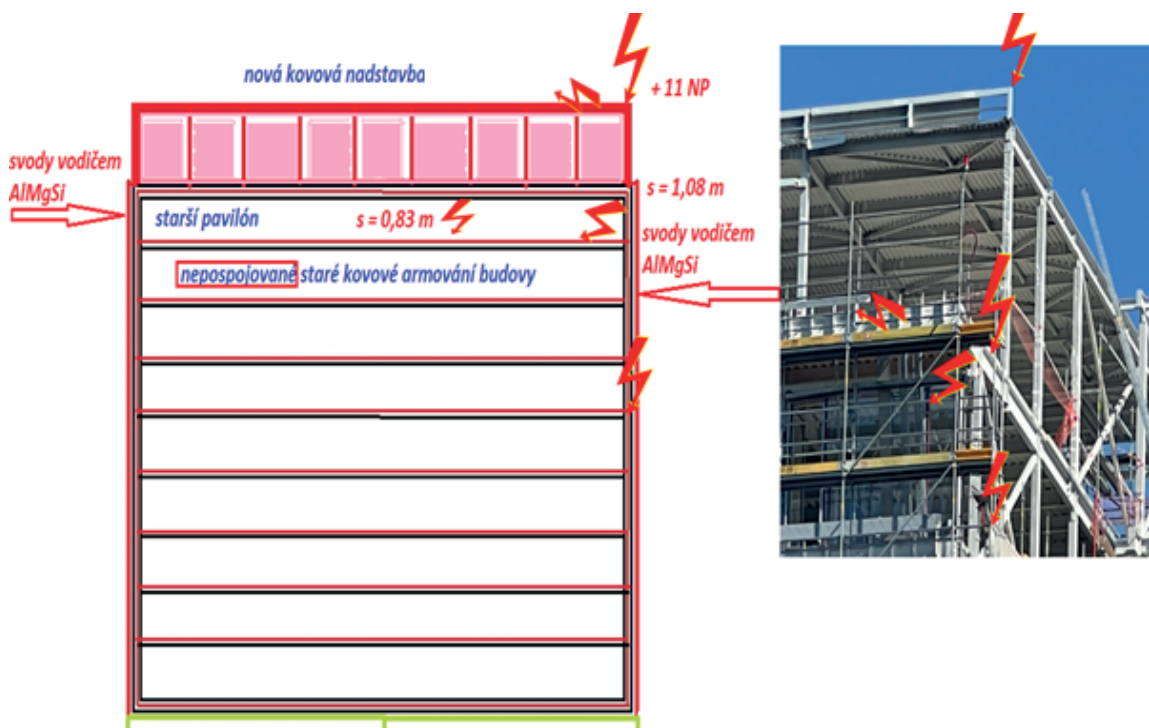 nová kovová nadstavba
+ 11 NP
svody vodičem
AlMgSi
s = 1,08 m
starší pavilón
s = 0,83 m
svody vodičem
AlMgSi
nepospojované staré kovové armování budovy